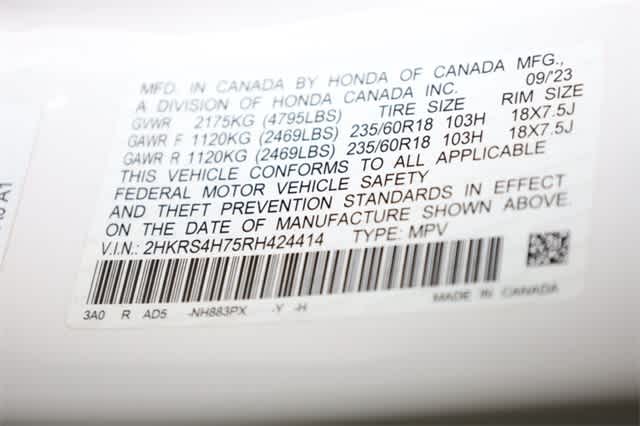 MFD. IN CANADA BY HONDA OF CANADA MFG.,
A DIVISION OF HONDA CANADA INC. 09/23
GVWR 2175KG (4795LBS) TIRE SIZE RIM SIZE
GAWR F 1120KG (2469LBS) 235/60R18 103H 18X7.5J
GAWR R 1120KG (2469LBS) 235/60R18 103H 18X7.5J
THIS VEHICLE CONFORMS TO ALL APPLICABLE
FEDERAL MOTOR VEHICLE SAFETY
AND THEFT PREVENTION STANDARDS IN EFFECT
ON THE DATE OF MANUFACTURE SHOWN ABOVE.
V.I.N.: 2HKRS4H75RH424414 TYPE: MPV
3A0 R AD5 -NH883PX -Y -H MADE IN CANADA